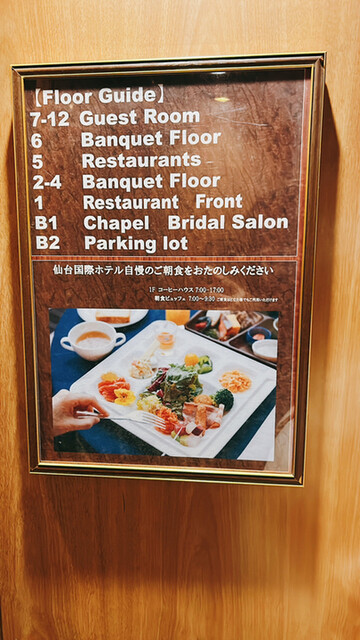 【Floor Guide】
7-12 Guest Room
6 Banquet Floor
5 Restaurants
2-4 Banquet Floor
1 Restaurant Front
B1 Chapel Bridal Salon
B2 Parking lot
仙台国際ホテル自慢のご朝食をおたのしみください
1F コーヒーハウス 7:00-17:00
朝食ビュッフェ 7:00〜9:30